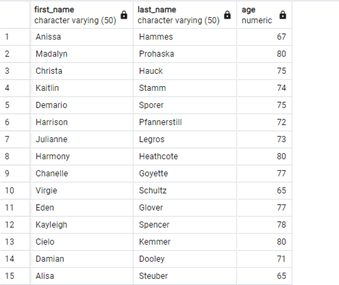 first_name last_name age
character varying (50) character varying (50) numeric
1 Anissa Hammes 67
2 Madalyn Prohaska 80
3 Christa Hauck 75
4 Kaitlin Stamm 74
5 Demario Sporer 75
6 Harrison Pfannerstill 72
7 Julianne Legros 73
8 Harmony Heathcote 80
9 Chanelle Goyette 77
10 Virgie Schultz 65
11 Eden Glover 77
12 Kayleigh Spencer 78
13 Cielo Kemmer 80
14 Damian Dooley 71
15 Alisa Steuber 65